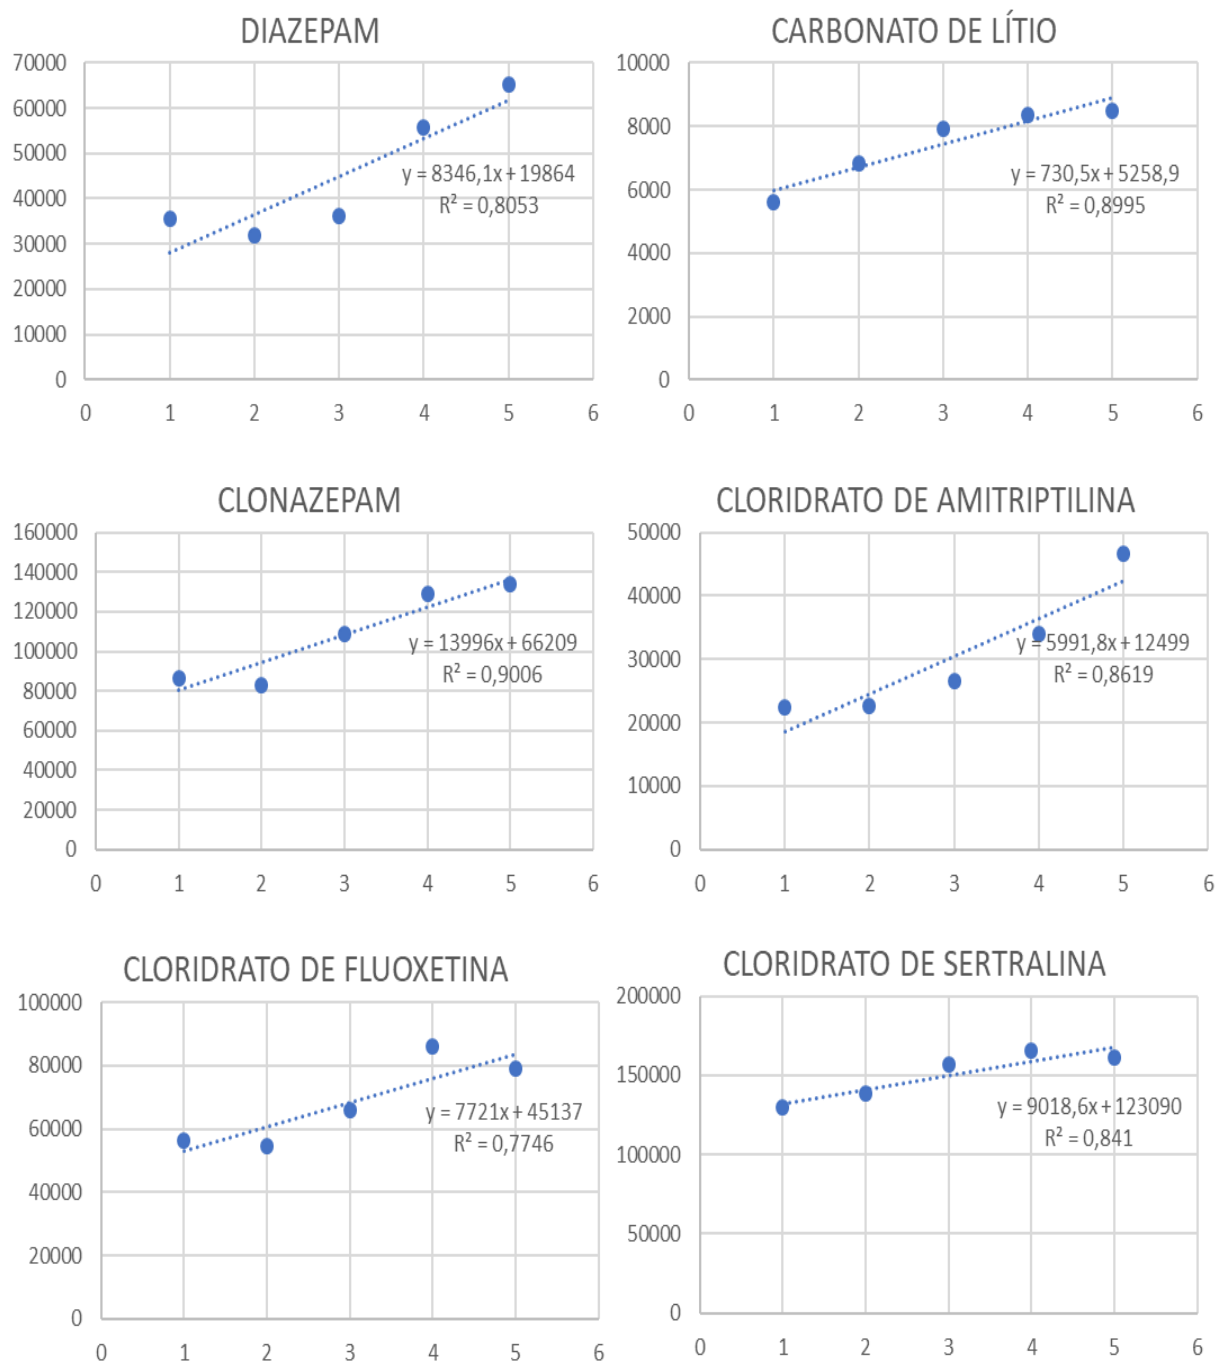 DIAZEPAM
70000
60000
50000
40000
30000
20000
10000
0
y = 8346,1x + 19864
R² = 0,8053
0 1 2 3 4 5 6
CARBONATO DE LÍTIO
10000
8000
6000
4000
2000
0
y = 730,5x + 5258,9
R² = 0,8995
0 1 2 3 4 5 6
CLONAZEPAM
160000
140000
120000
100000
80000
60000
40000
20000
0
y = 13996x + 66209
R² = 0,9006
0 1 2 3 4 5 6
CLORIDRATO DE AMITRIPTILINA
50000
40000
30000
20000
10000
0
y = 5991,8x + 12499
R² = 0,8619
0 1 2 3 4 5 6
CLORIDRATO DE FLUOXETINA
100000
80000
60000
40000
20000
0
y = 7721x + 45137
R² = 0,7746
0 1 2 3 4 5 6
CLORIDRATO DE SERTRALINA
200000
150000
100000
50000
0
y = 9018,6x + 123090
R² = 0,841
0 1 2 3 4 5 6